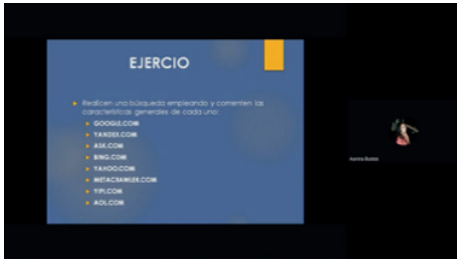 EJERCIO
Realicen una búsqueda empleando y comenten las
características generales de cada uno:
GOOGLE.COM
YANDEX.COM
ASK.COM
BING.COM
YAHOO.COM
METACRAWLER.COM
YIPI.COM
AOL.COM